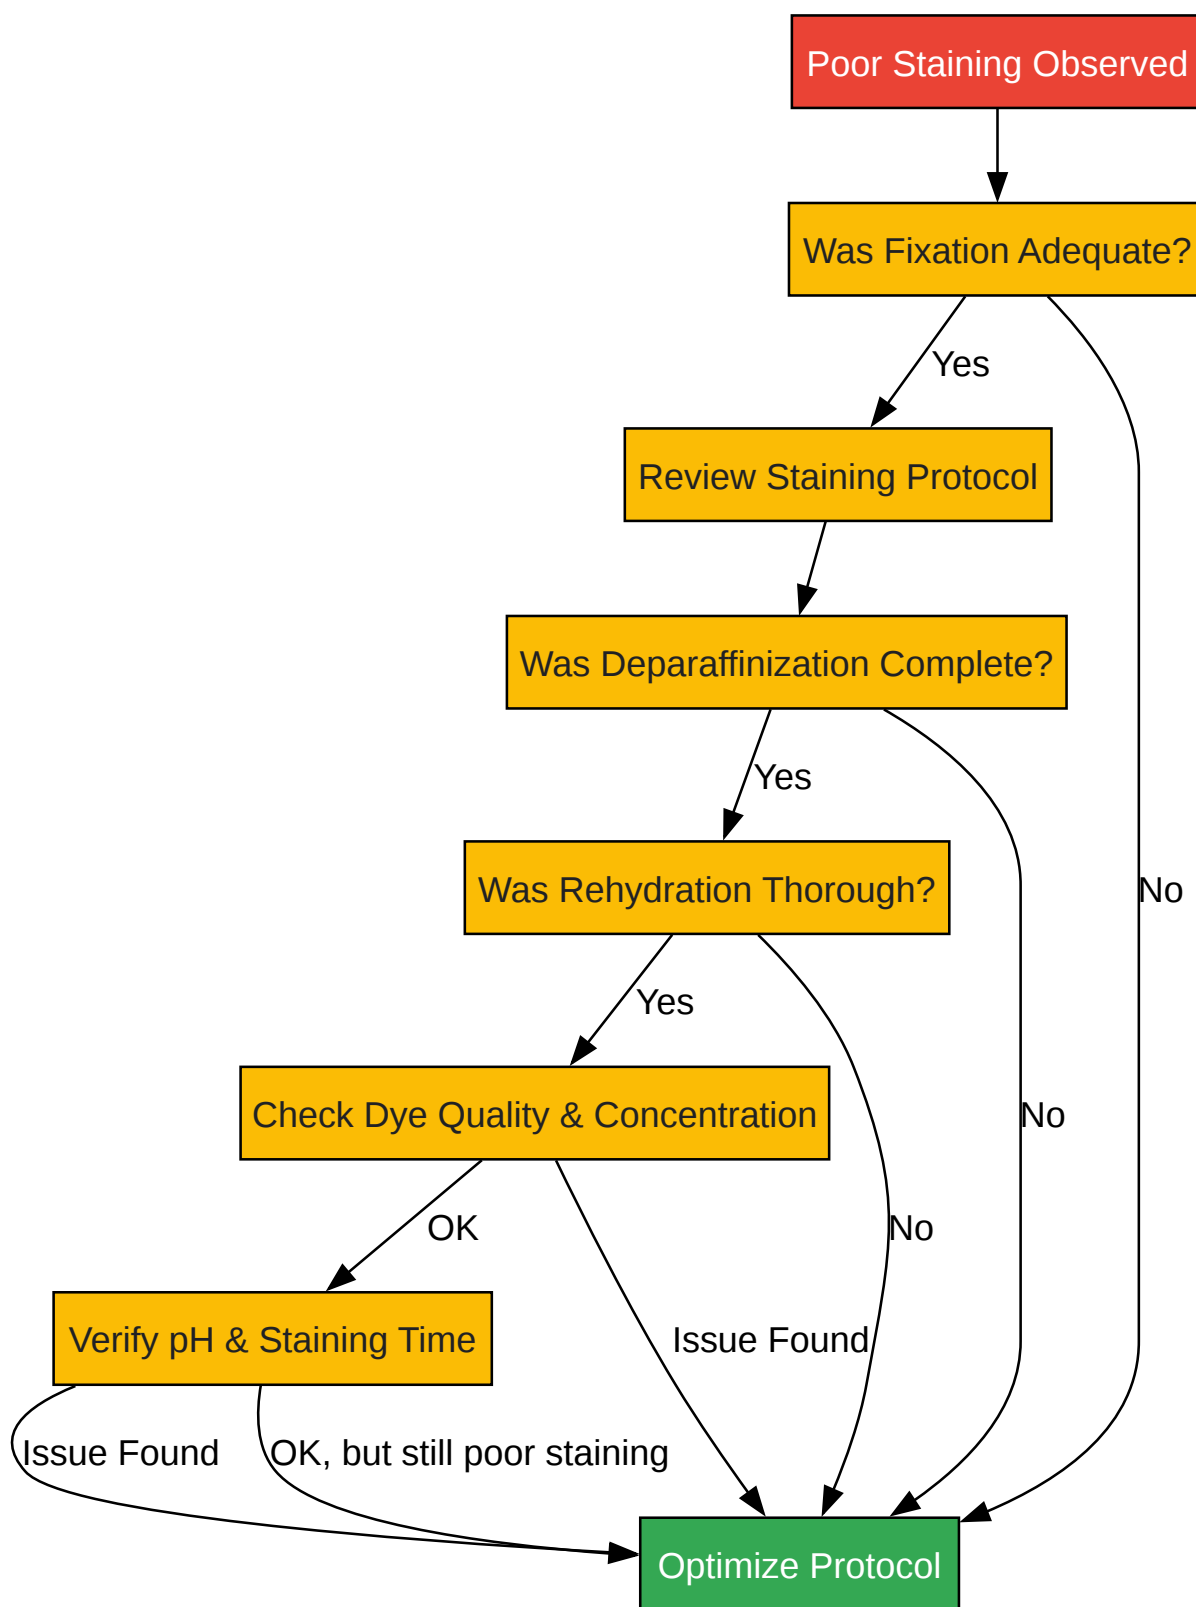 Poor Staining Observed
Was Fixation Adequate?
Yes
Review Staining Protocol
Was Deparaffinization Complete?
Yes
Was Rehydration Thorough?
No
Yes
Check Dye Quality & Concentration
No
OK
No
Verify pH & Staining Time
Issue Found
Issue Found
OK, but still poor staining
Optimize Protocol